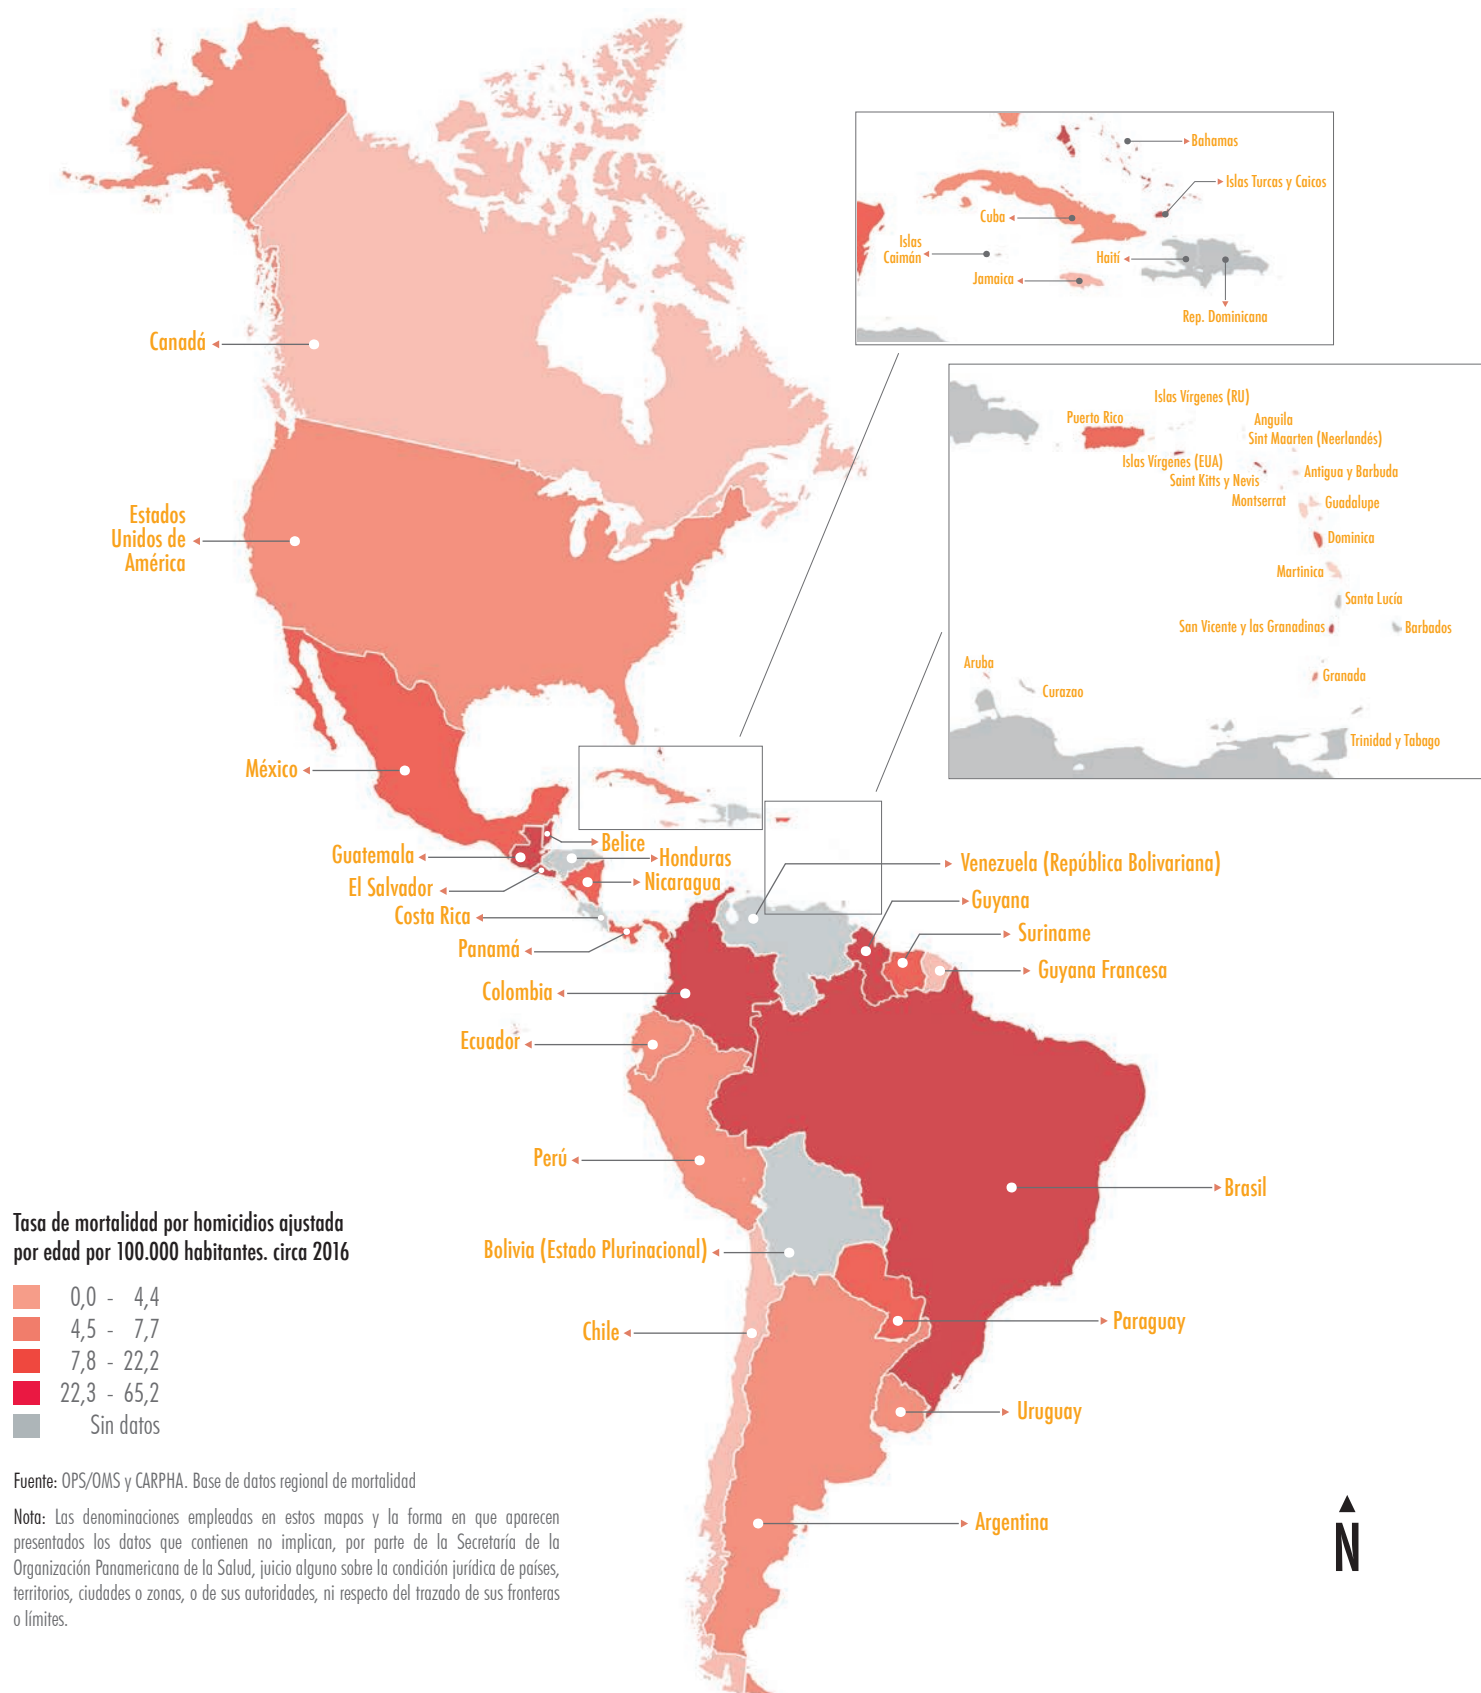 Bahamas
Islas Turcas y Caicos
Cuba
Islas
Caimán
Haití
Jamaica
Rep. Dominicana
Canadá
Islas Vírgenes (RU)
Puerto Rico
Anguila
Sint Maarten (Neerlandés)
Islas Vírgenes (EUA)
Antigua y Barbuda
Saint Kitts y Nevis
Montserrat
Guadalupe
Estados
Unidos de
América
Dominica
Martinica
Santa Lucía
San Vicente y las Granadinas
Barbados
Aruba
Granada
Curazao
Trinidad y Tabago
México
Belice
Guatemala
Honduras
Venezuela (República Bolivariana)
El Salvador
Nicaragua
Guyana
Costa Rica
Suriname
Panamá
Guyana Francesa
Colombia
Ecuador
Perú
Brasil
Tasa de mortalidad por homicidios ajustada
por edad por 100.000 habitantes. circa 2016
Bolivia (Estado Plurinacional)
0,0 - 4,4
4,5 - 7,7
7,8 - 22,2
22,3 - 65,2
Sin datos
Paraguay
Chile
Uruguay
Fuente: OPS/OMS y CARPHA. Base de datos regional de mortalidad
Nota: Las denominaciones empleadas en estos mapas y la forma en que aparecen
presentados los datos que contienen no implican, por parte de la Secretaría de la
Organización Panamericana de la Salud, juicio alguno sobre la condición jurídica de países,
territorios, ciudades o zonas, o de sus autoridades, ni respecto del trazado de sus fronteras
o límites.
Argentina
N